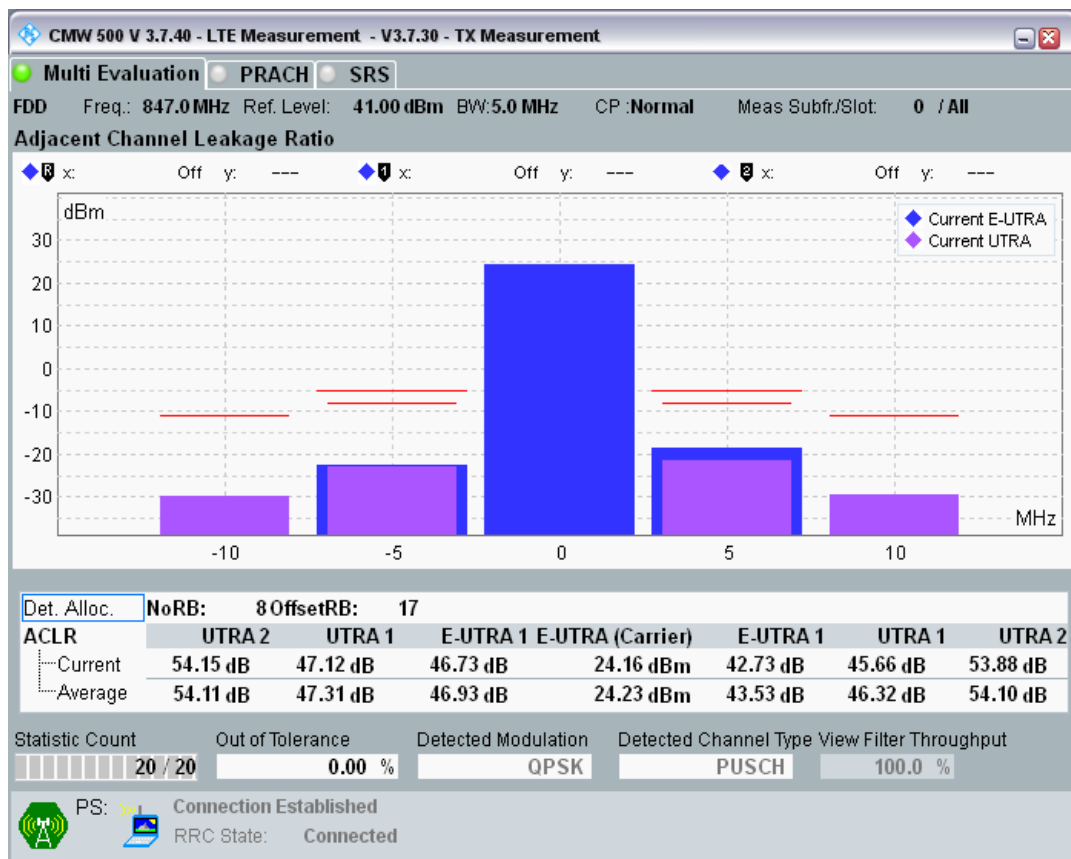 CMW 500 V 3.7.40 - LTE Measurement - V3.7.30 - TX Measurement
Multi Evaluation PRACH SRS
FDD Freq.: 847.0 MHz Ref. Level: 41.00 dBm BW:5.0 MHz CP :Normal Meas Subfr./Slot: 0 / All
Adjacent Channel Leakage Ratio
R x: Off y: --- 1 x: Off y: --- 2 x: Off y: ---
dBm
Current E-UTRA
Current UTRA
30
20
10
0
-10
-20
-30
MHz
-10 -5 0 5 10
Det. Alloc. NoRB: 8 OffsetRB: 17
ACLR UTRA 2 UTRA 1 E-UTRA 1 E-UTRA (Carrier) E-UTRA 1 UTRA 1 UTRA 2
Current 54.15 dB 47.12 dB 46.73 dB 24.16 dBm 42.73 dB 45.66 dB 53.88 dB
Average 54.11 dB 47.31 dB 46.93 dB 24.23 dBm 43.53 dB 46.32 dB 54.10 dB
Statistic Count Out of Tolerance Detected Modulation Detected Channel Type View Filter Throughput
20 / 20 0.00 % QPSK PUSCH 100.0 %
PS: Connection Established
RRC State: Connected